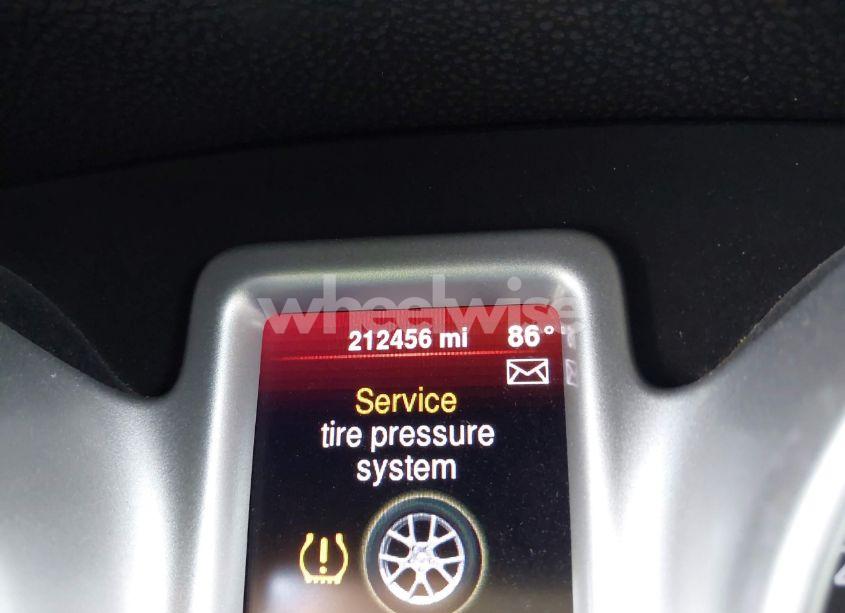 wheelwise
212456 mi 86°
Service
tire pressure
system